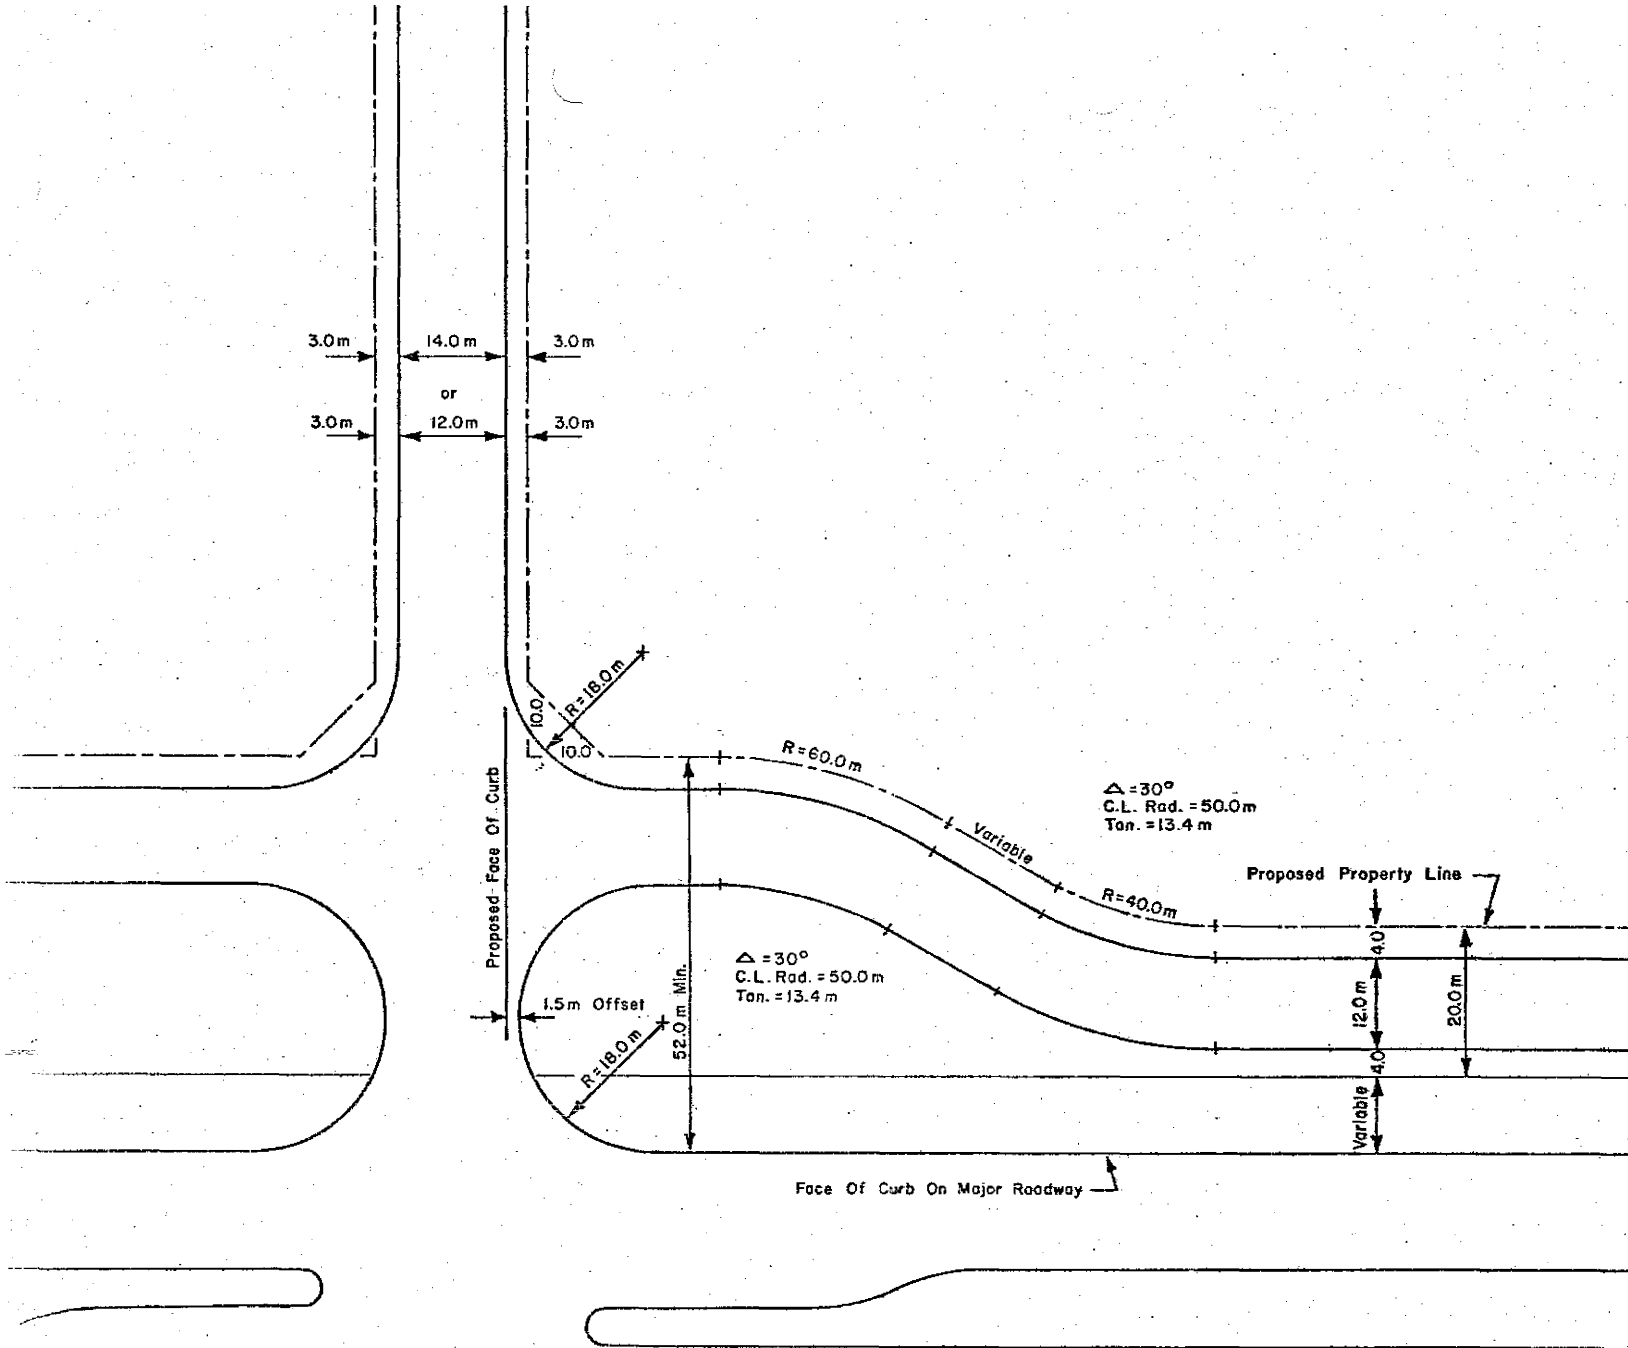 3.0m 14.0 m 3.0m
or
3.0m 12.0m 3.0m
R=18.0m
10.0
10.0
R=60.0m
Δ=30°
C.L. Rad. =50.0m
Tan. =13.4 m
Variable
Proposed Face Of Curb
Proposed Property Line
R=40.0m
4.0
Δ =30°
C.L. Rad. =50.0m
Tan. =13.4 m
52.0m Min.
12.0m
20.0m
1.5m Offset
R=18.0m
4.0
Variable
Face Of Curb On Major Roadway